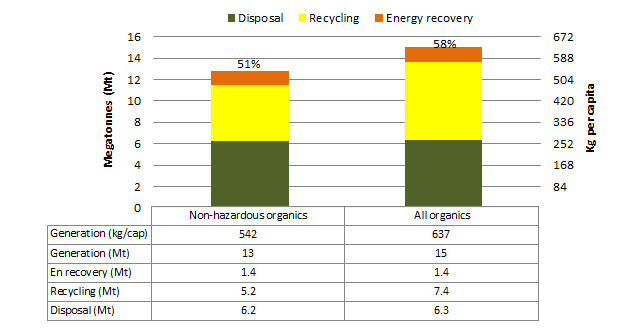 Disposal Recycling Energy recovery
16 672
58%
14 588
51%
12 504
10 420
8 336
6 252
4 168
2 84
0
Megatonnes (Mt)
Kg per capita
Non-hazardous organics All organics
Generation (kg/cap) 542 637
Generation (Mt) 13 15
En recovery (Mt) 1.4 1.4
Recycling (Mt) 5.2 7.4
Disposal (Mt) 6.2 6.3